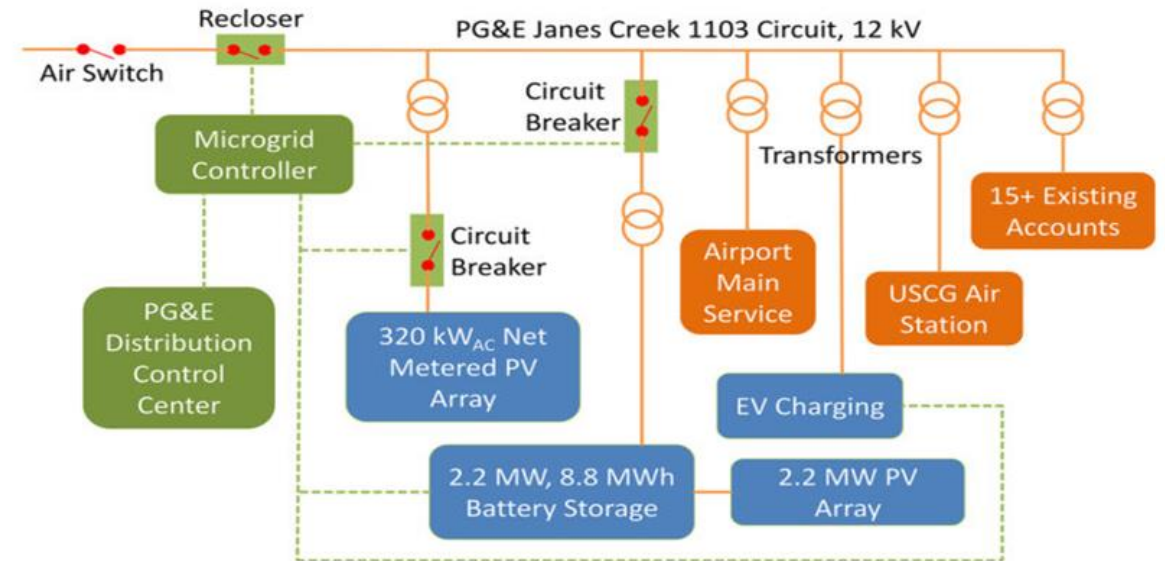 Recloser
PG&E Janes Creek 1103 Circuit, 12 kV
Air Switch
Circuit
Breaker
Microgrid
Controller
Transformers
15+ Existing
Accounts
Circuit
Breaker
Airport
Main
Service
USCG Air
Station
PG&E
Distribution
Control
Center
320 kWAC Net
Metered PV
Array
EV Charging
2.2 MW, 8.8 MWh
Battery Storage
2.2 MW PV
Array